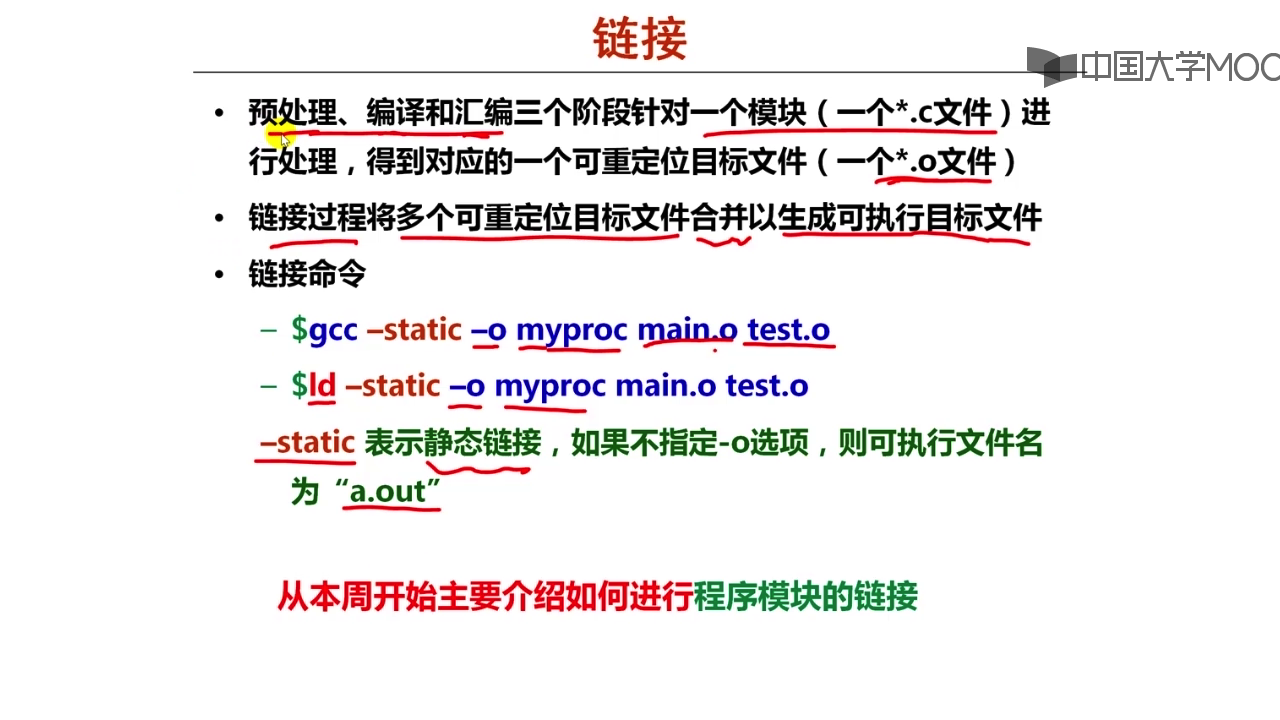 链接
中国大学MOO
• 预处理、编译和汇编三个阶段针对一个模块（一个*.c文件）进
行处理，得到对应的一个可重定位目标文件（一个*.o文件）
• 链接过程将多个可重定位目标文件合并以生成可执行目标文件
• 链接命令
– $gcc –static –o myproc main.o test.o
– $ld –static –o myproc main.o test.o
–static 表示静态链接，如果不指定-o选项，则可执行文件名
为“a.out”
从本周开始主要介绍如何进行程序模块的链接